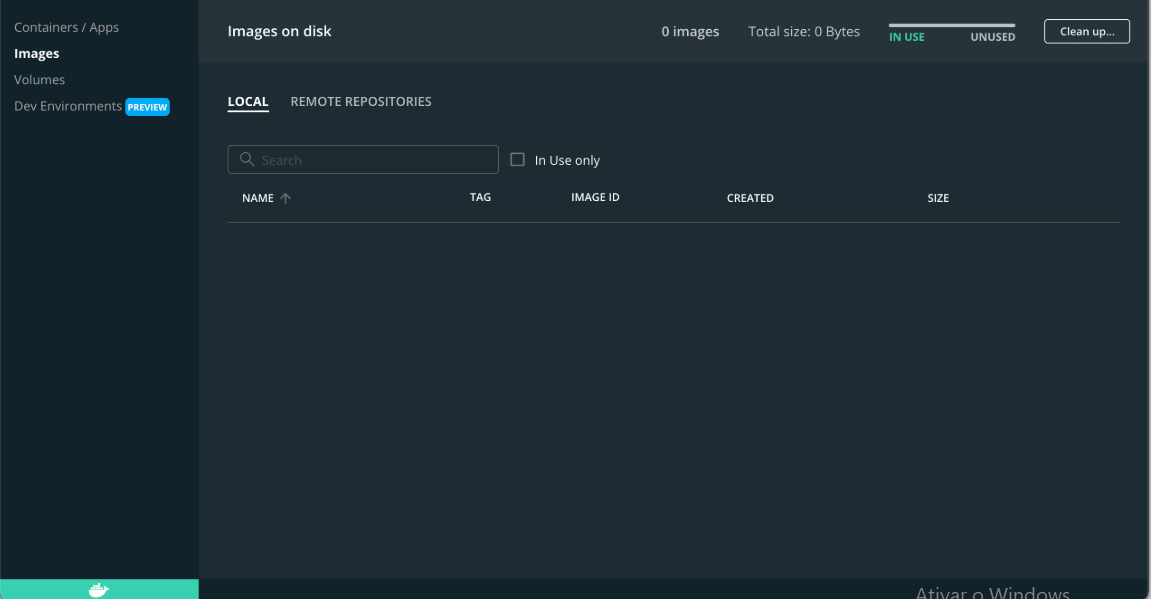 Containers / Apps
Images
Volumes
Dev Environments PREVIEW
Images on disk 0 images Total size: 0 Bytes IN USE UNUSED Clean up...
LOCAL REMOTE REPOSITORIES
Search In Use only
NAME TAG IMAGE ID CREATED SIZE
Ativar o Windows